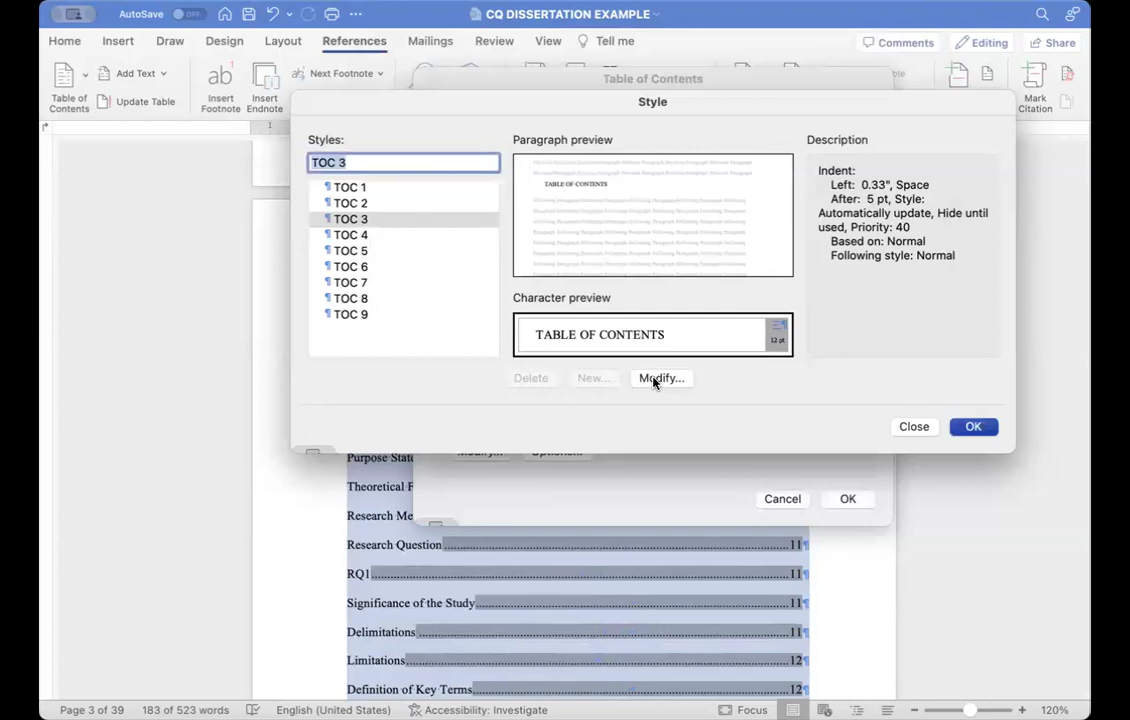 AutoSave OFF CQ DISSERTATION EXAMPLE
Home Insert Draw Design Layout References Mailings Review View Tell me Comments Editing Share
Table of
Contents
Add Text
Update Table
ab
Insert
Footnote
Insert
Endnote
Next Footnote
Mark
Citation
Table of Contents
Style
Styles:
TOC 3
TOC 1
TOC 2
TOC 3
TOC 4
TOC 5
TOC 6
TOC 7
TOC 8
TOC 9
Paragraph preview
TABLE OF CONTENTS
Character preview
TABLE OF CONTENTS
12 pt
Delete New... Modify...
Description
Indent:
Left: 0.33", Space
After: 5 pt, Style:
Automatically update, Hide until
used, Priority: 40
Based on: Normal
Following style: Normal
Close OK
Cancel OK
Purpose State
Theoretical F
Research Me
Research Question 11
RQ1 11
Significance of the Study 11
Delimitations 11
Limitations 12
Definition of Key Terms 12
Page 3 of 39 183 of 523 words English (United States) Accessibility: Investigate Focus 120%